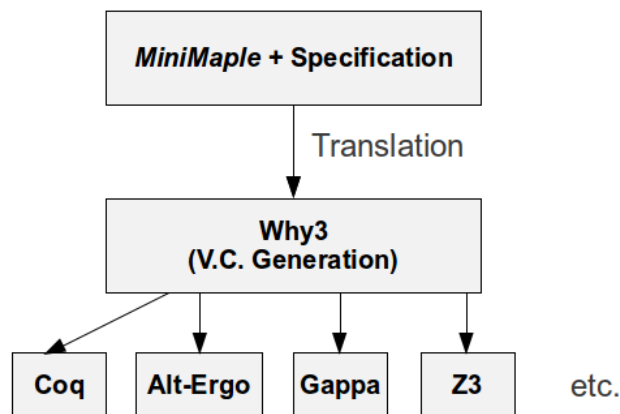 MiniMaple + Specification
Translation
Why3
(V.C. Generation)
Coq Alt-Ergo Gappa Z3 etc.